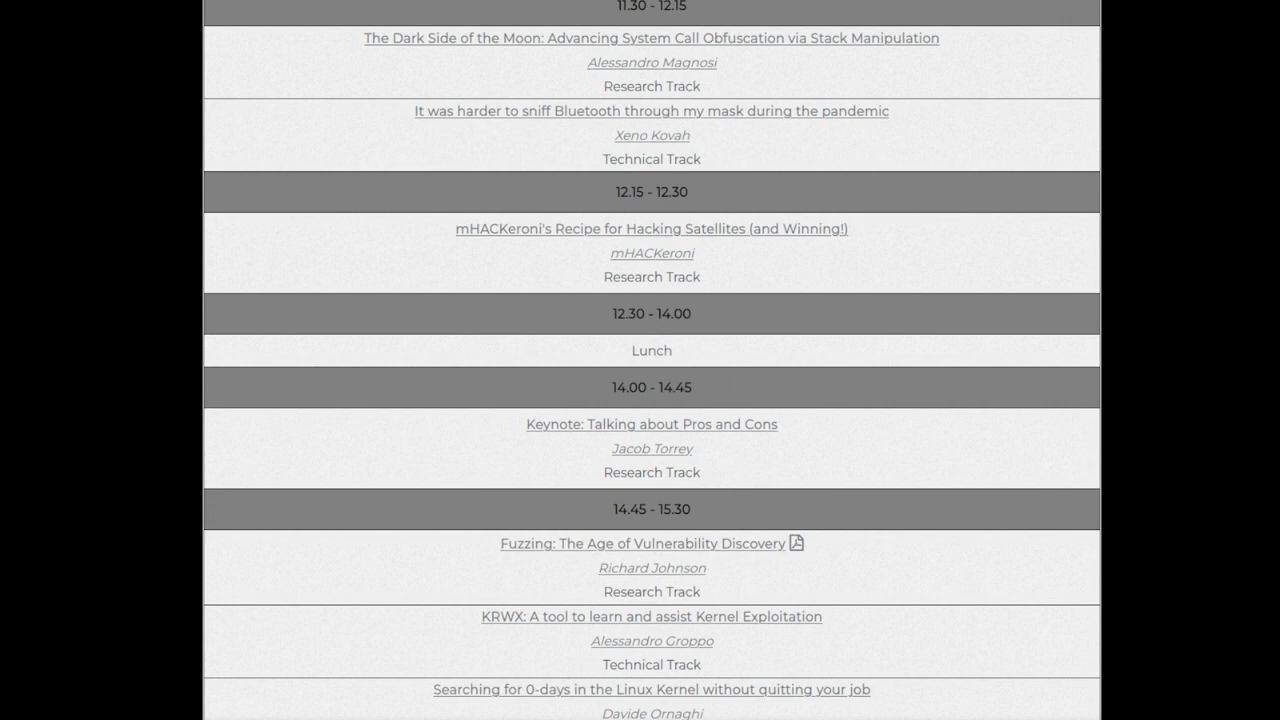 11.30 - 12.15
The Dark Side of the Moon: Advancing System Call Obfuscation via Stack Manipulation
Alessandro Magnosi
Research Track
It was harder to sniff Bluetooth through my mask during the pandemic
Xeno Kovah
Technical Track
12.15 - 12.30
mHACKeroni's Recipe for Hacking Satellites (and Winning!)
mHACKeroni
Research Track
12.30 - 14.00
Lunch
14.00 - 14.45
Keynote: Talking about Pros and Cons
Jacob Torrey
Research Track
14.45 - 15.30
Fuzzing: The Age of Vulnerability Discovery
Richard Johnson
Research Track
KRWX: A tool to learn and assist Kernel Exploitation
Alessandro Groppo
Technical Track
Searching for 0-days in the Linux Kernel without quitting your job
Davide Ornaghi